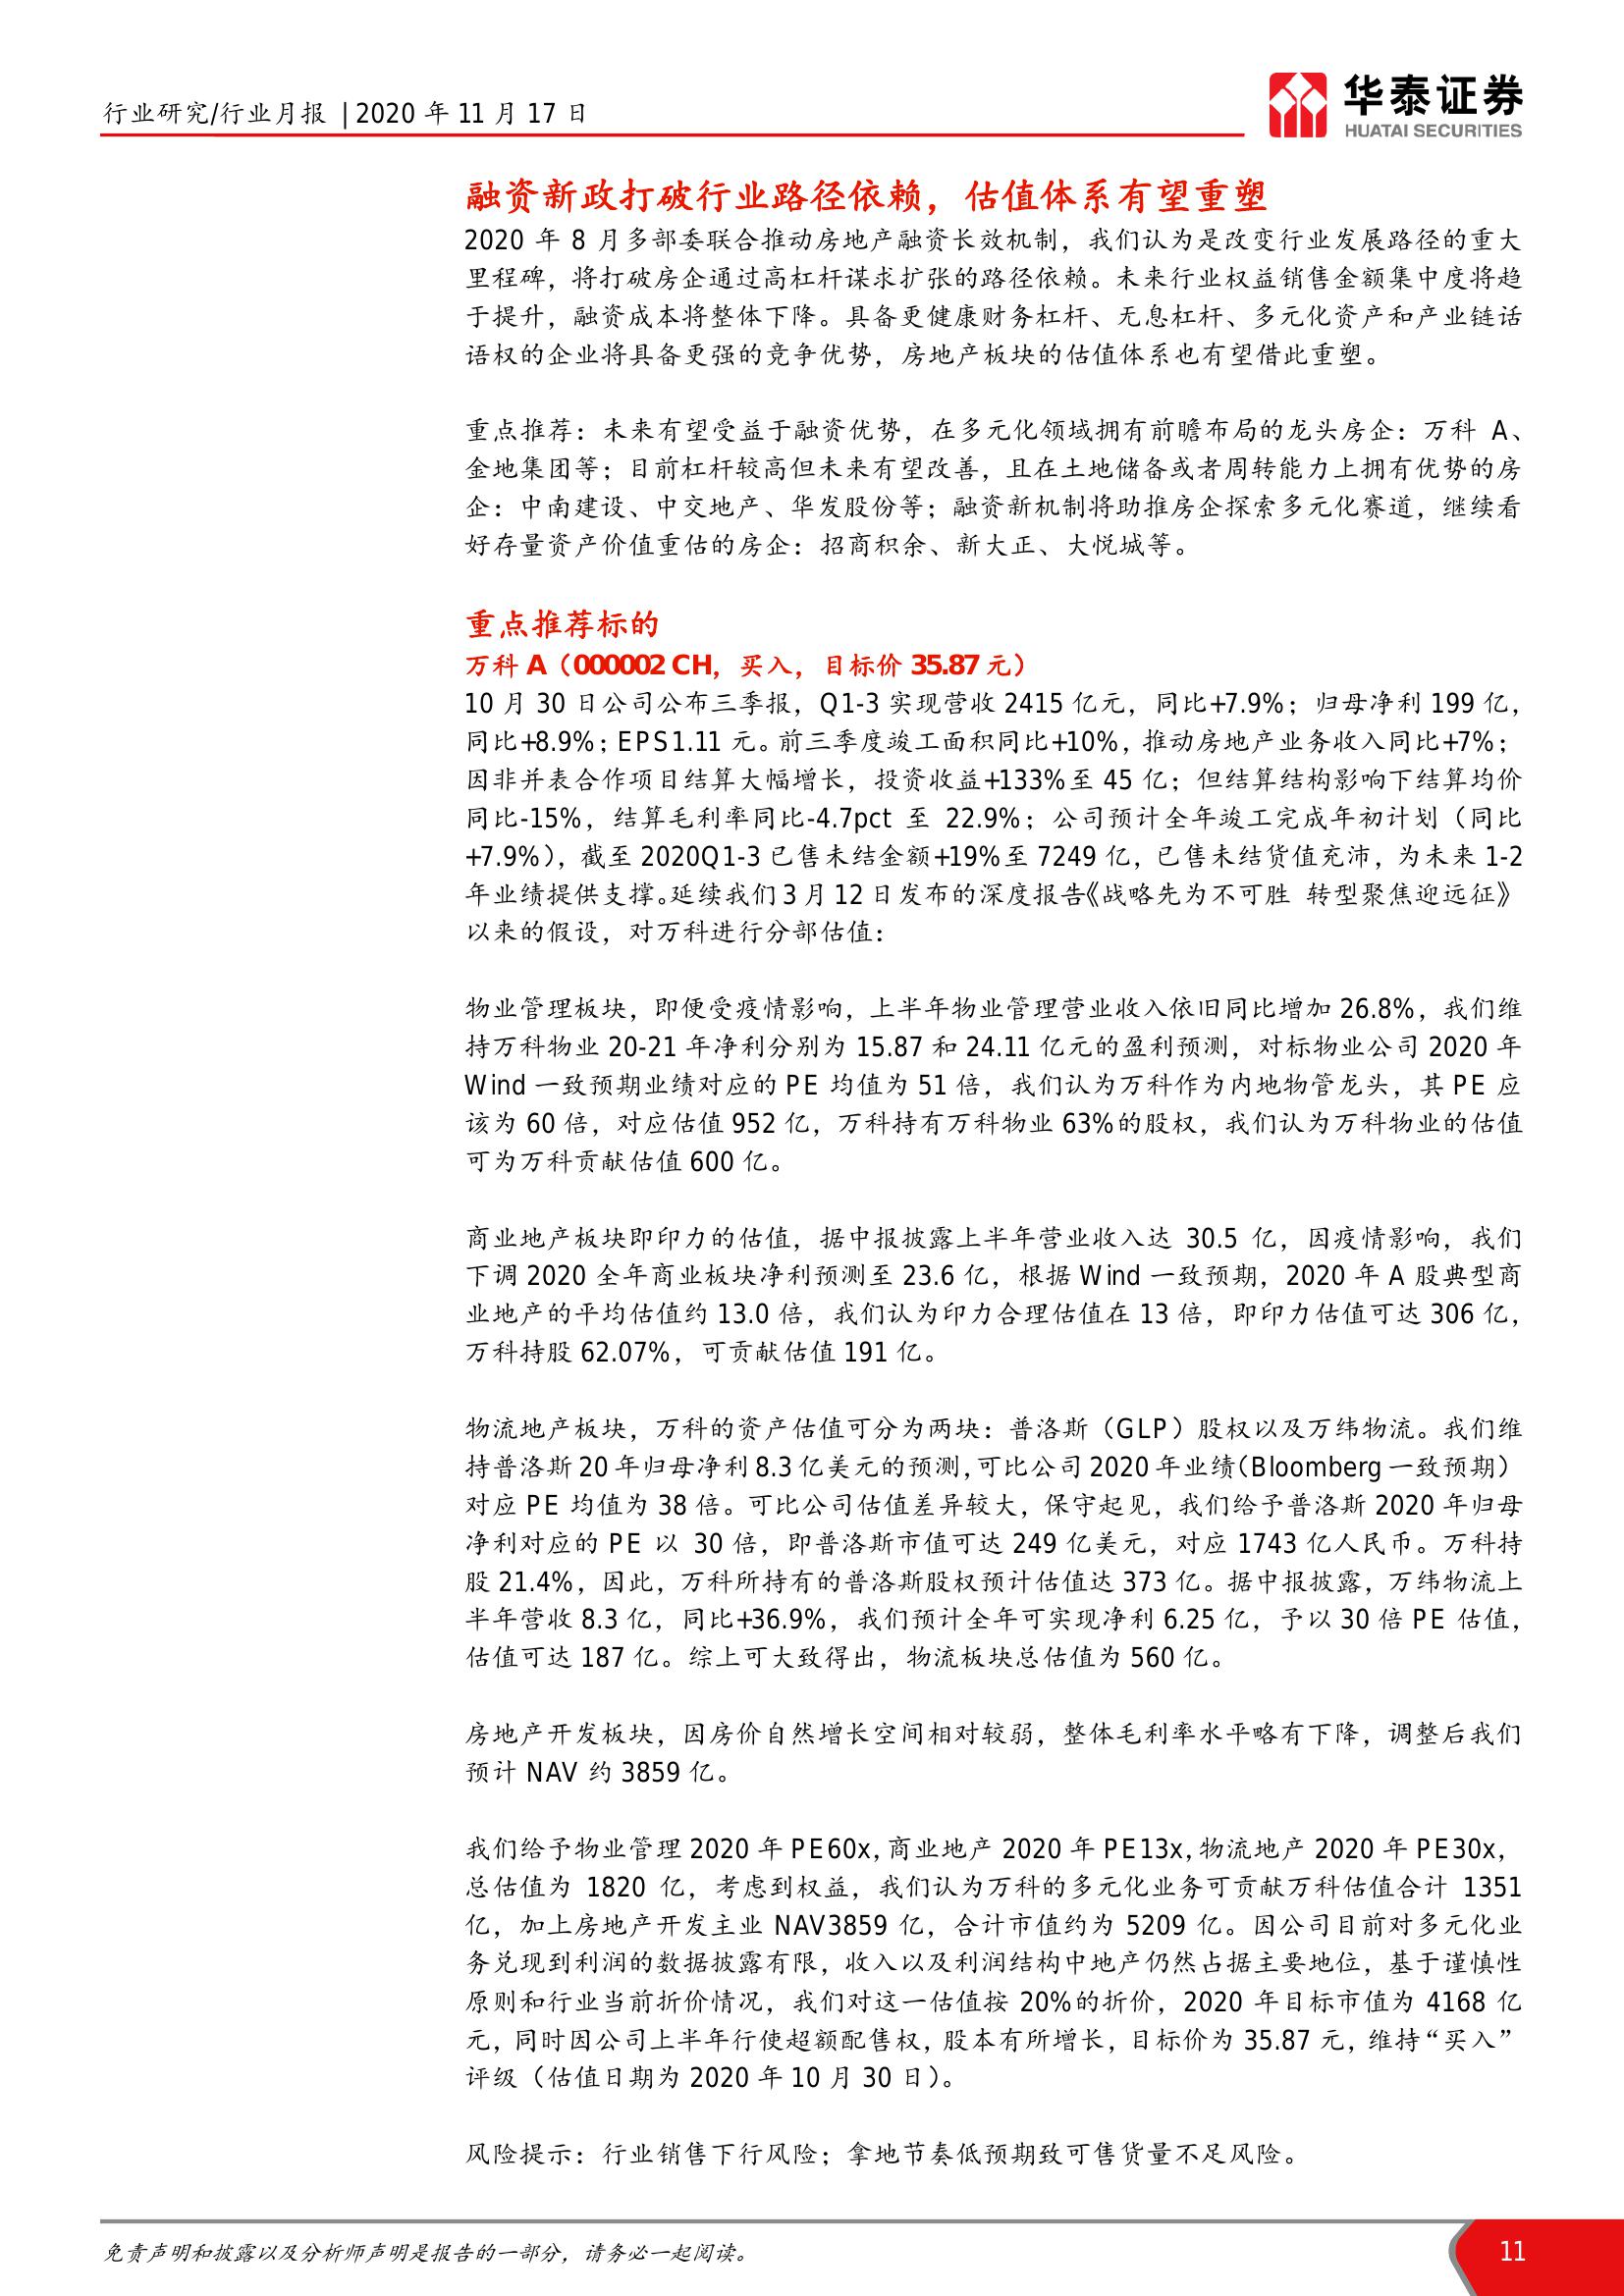 行业研究/行业月报 | 2020 年 11 月 17 日
华泰证券
HUATAI SECURITIES
融资新政打破行业路径依赖，估值体系有望重塑
2020 年 8 月多部委联合推动房地产融资长效机制，我们认为是改变行业发展路径的重大
里程碑，将打破房企通过高杠杆谋求扩张的路径依赖。未来行业权益销售金额集中度将趋
于提升，融资成本将整体下降。具备更健康财务杠杆、无息杠杆、多元化资产和产业链话
语权的企业将具备更强的竞争优势，房地产板块的估值体系也有望借此重塑。
重点推荐：未来有望受益于融资优势，在多元化领域拥有前瞻布局的龙头房企：万科 A、
金地集团等；目前杠杆较高但未来有望改善，且在土地储备或者周转能力上拥有优势的房
企：中南建设、中交地产、华发股份等；融资新机制将助推房企探索多元化赛道，继续看
好存量资产价值重估的房企：招商积余、新大正、大悦城等。
重点推荐标的
万科 A（000002 CH，买入，目标价 35.87 元）
10 月 30 日公司公布三季报，Q1-3 实现营收 2415 亿元，同比+7.9%；归母净利 199 亿，
同比+8.9%；EPS1.11 元。前三季度竣工面积同比+10%，推动房地产业务收入同比+7%；
因非并表合作项目结算大幅增长，投资收益+133%至 45 亿；但结算结构影响下结算均价
同比-15%，结算毛利率同比-4.7pct 至 22.9%；公司预计全年竣工完成年初计划（同比
+7.9%），截至 2020Q1-3 已售未结金额+19%至 7249 亿，已售未结货值充沛，为未来 1-2
年业绩提供支撑。延续我们 3 月 12 日发布的深度报告《战略先为不可胜 转型聚焦迎远征》
以来的假设，对万科进行分部估值：
物业管理板块，即便受疫情影响，上半年物业管理营业收入依旧同比增加 26.8%，我们维
持万科物业 20-21 年净利分别为 15.87 和 24.11 亿元的盈利预测，对标物业公司 2020 年
Wind 一致预期业绩对应的 PE 均值为 51 倍，我们认为万科作为内地物管龙头，其 PE 应
该为 60 倍，对应估值 952 亿，万科持有万科物业 63%的股权，我们认为万科物业的估值
可为万科贡献估值 600 亿。
商业地产板块即印力的估值，据中报披露上半年营业收入达 30.5 亿，因疫情影响，我们
下调 2020 全年商业板块净利预测至 23.6 亿，根据 Wind 一致预期，2020 年 A 股典型商
业地产的平均估值约 13.0 倍，我们认为印力合理估值在 13 倍，即印力估值可达 306 亿，
万科持股 62.07%，可贡献估值 191 亿。
物流地产板块，万科的资产估值可分为两块：普洛斯（GLP）股权以及万纬物流。我们维
持普洛斯 20 年归母净利 8.3 亿美元的预测，可比公司 2020 年业绩（Bloomberg 一致预期）
对应 PE 均值为 38 倍。可比公司估值差异较大，保守起见，我们给予普洛斯 2020 年归母
净利对应的 PE 以 30 倍，即普洛斯市值可达 249 亿美元，对应 1743 亿人民币。万科持
股 21.4%，因此，万科所持有的普洛斯股权预计估值达 373 亿。据中报披露，万纬物流上
半年营收 8.3 亿，同比+36.9%，我们预计全年可实现净利 6.25 亿，予以 30 倍 PE 估值，
估值可达 187 亿。综上可大致得出，物流板块总估值为 560 亿。
房地产开发板块，因房价自然增长空间相对较弱，整体毛利率水平略有下降，调整后我们
预计 NAV 约 3859 亿。
我们给予物业管理 2020 年 PE60x，商业地产 2020 年 PE13x，物流地产 2020 年 PE30x，
总估值为 1820 亿，考虑到权益，我们认为万科的多元化业务可贡献万科估值合计 1351
亿，加上房地产开发主业 NAV3859 亿，合计市值约为 5209 亿。因公司目前对多元化业
务兑现到利润的数据披露有限，收入以及利润结构中地产仍然占据主要地位，基于谨慎性
原则和行业当前折价情况，我们对这一估值按 20%的折价，2020 年目标市值为 4168 亿
元，同时因公司上半年行使超额配售权，股本有所增长，目标价为 35.87 元，维持“买入”
评级（估值日期为 2020 年 10 月 30 日）。
风险提示：行业销售下行风险；拿地节奏低预期致可售货量不足风险。
免责声明和披露以及分析师声明是报告的一部分，请务必一起阅读。
11